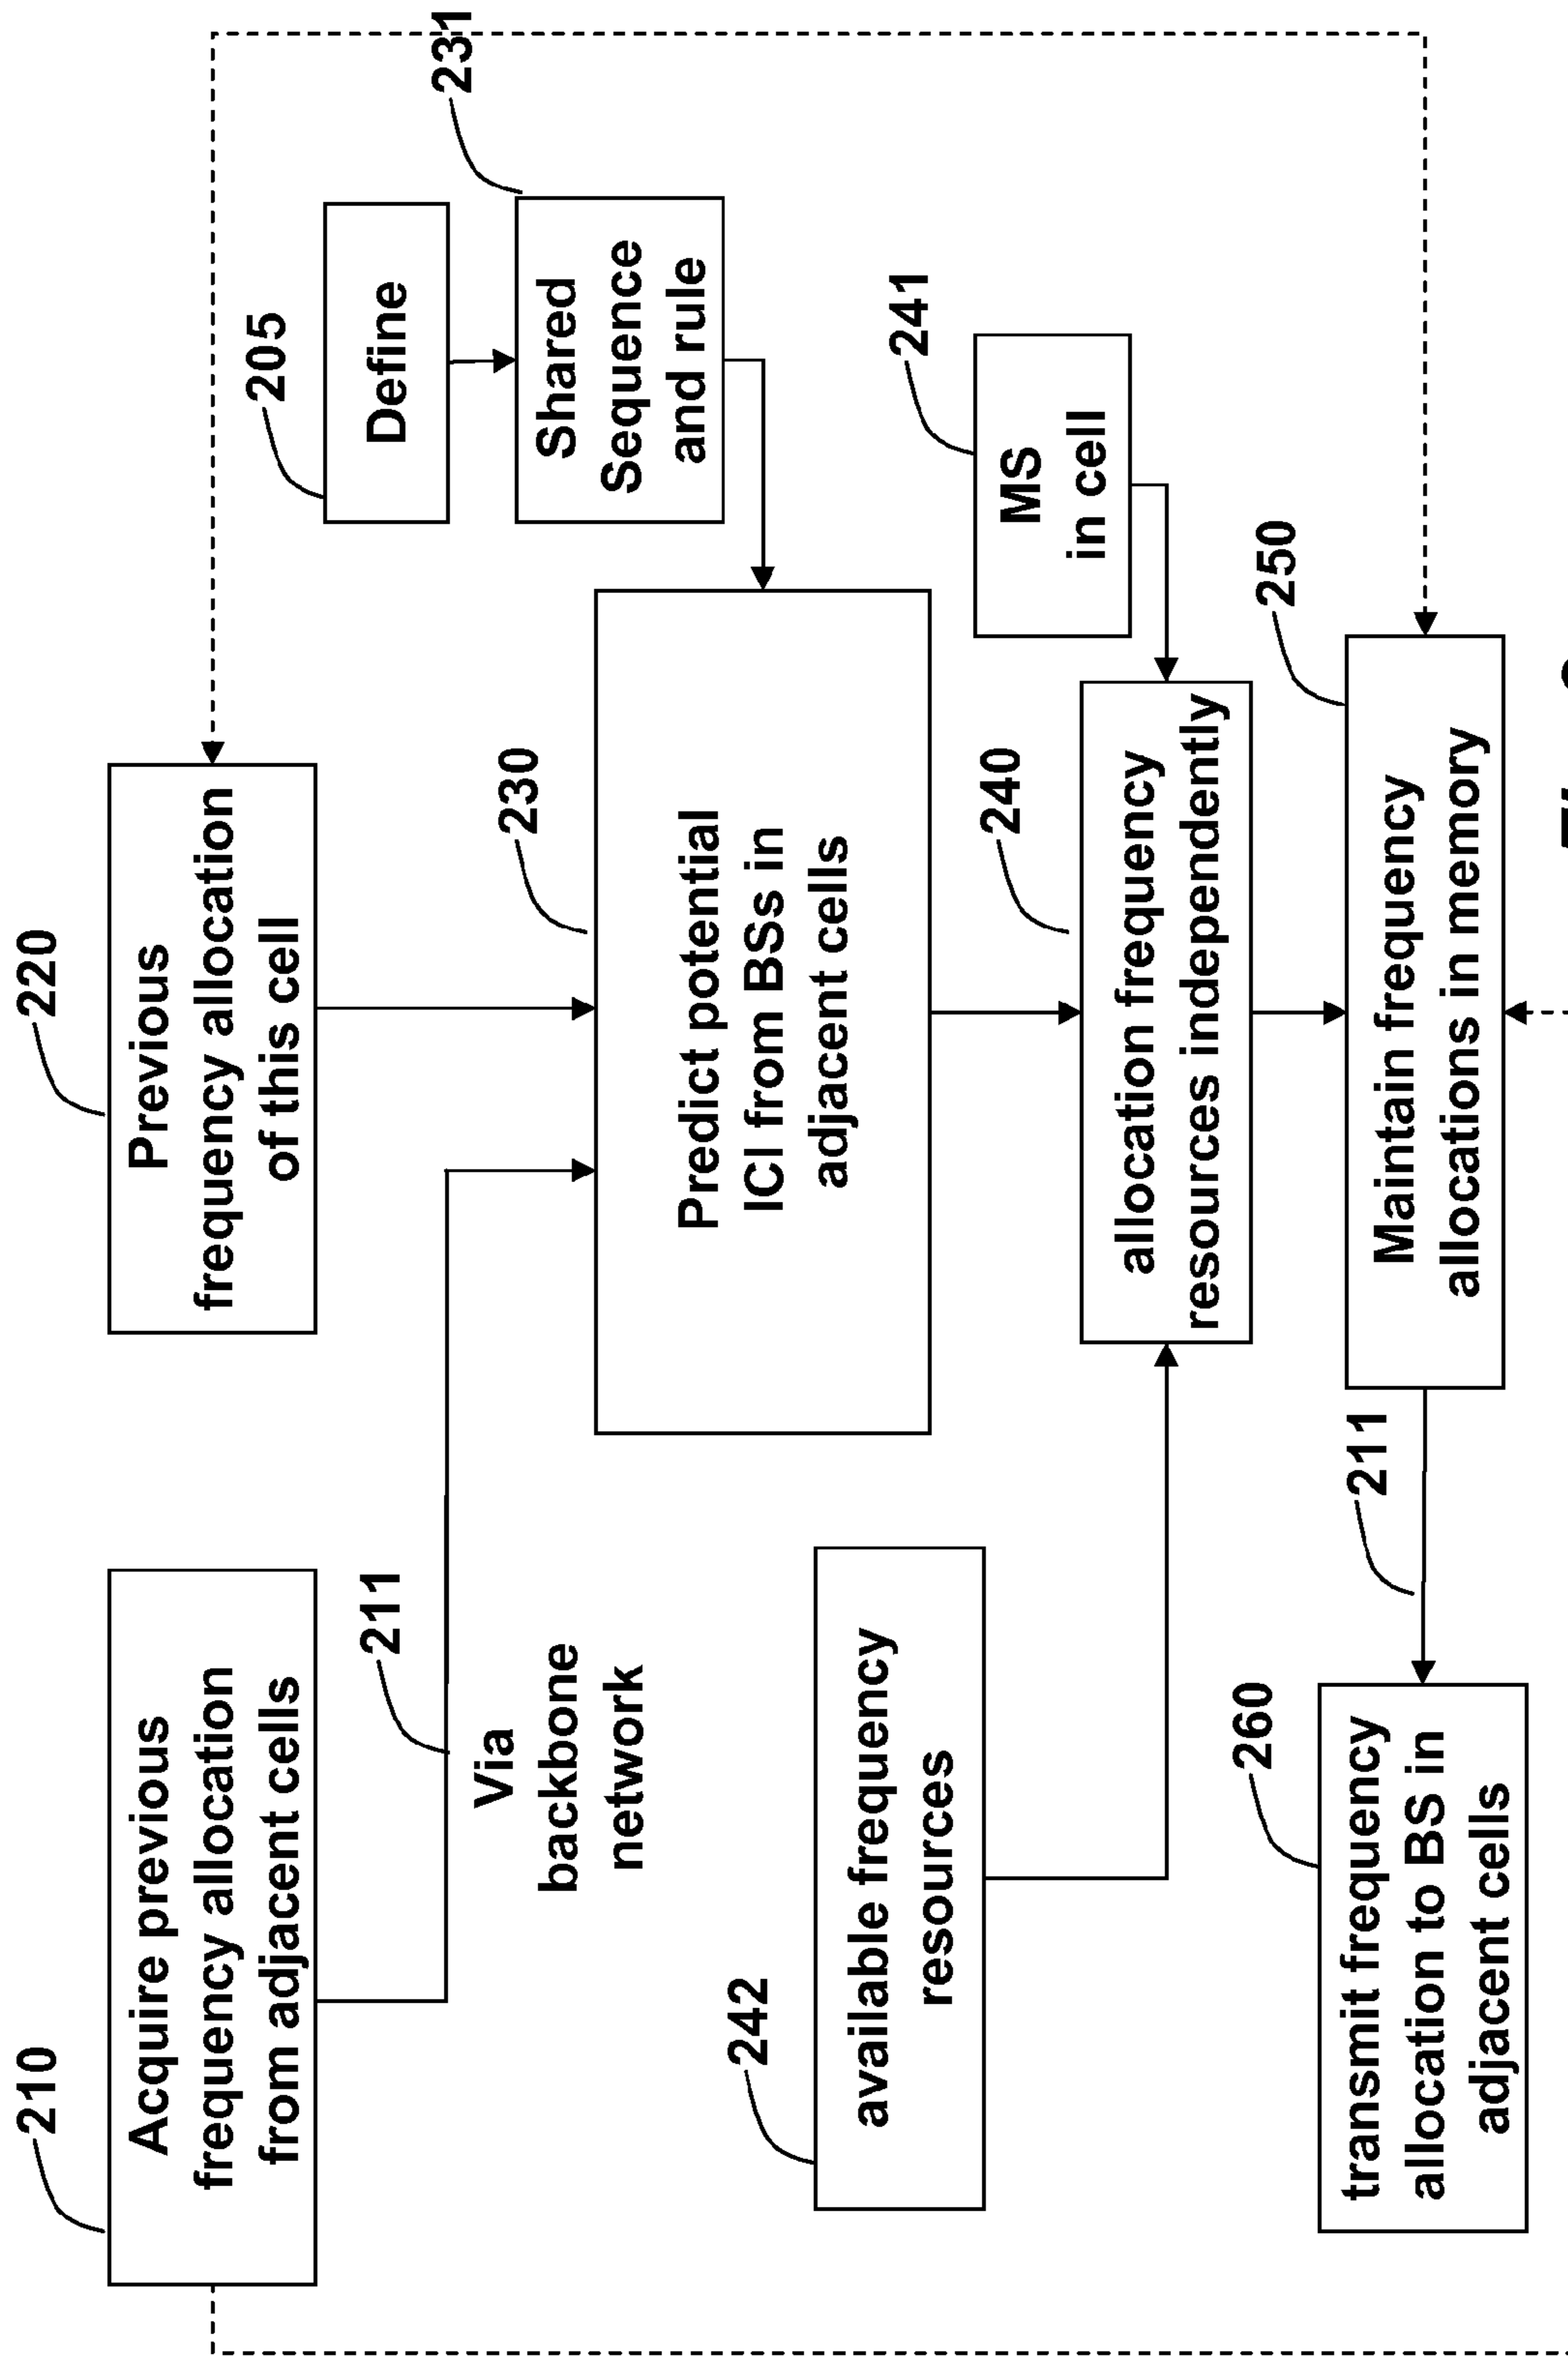 210
Acquire previous
frequency allocation
from adjacent cells
220
Previous
frequency allocation
of this cell
205
Define
231
Shared
Sequence
and rule
211
Via
backbone
network
230
Predict potential
ICI from BSs in
adjacent cells
242
available frequency
resources
240
allocation frequency
resources independently
241
MS
in cell
260
transmit frequency
allocation to BS in
adjacent cells
211
250
Maintain frequency
allocations in memory